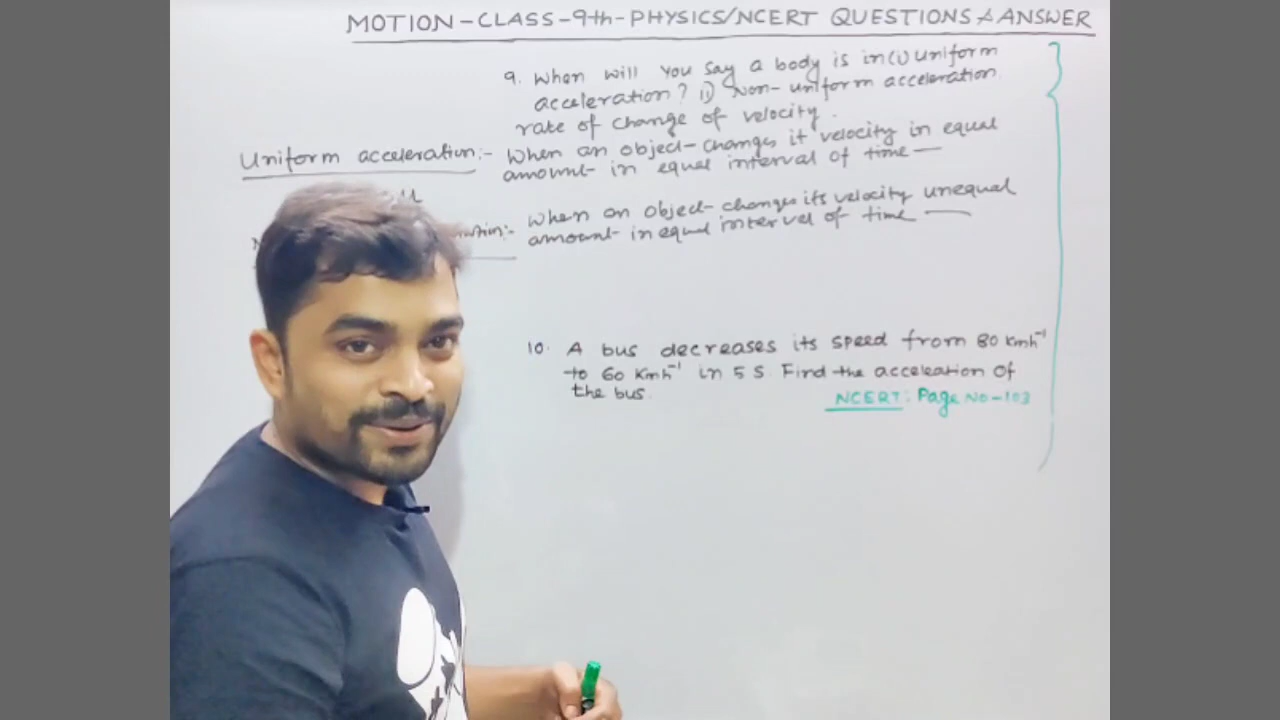 MOTION-CLASS-9th-PHYSICS/NCERT QUESTIONS & ANSWER
9. When will you say a body is in (i) uniform
acceleration? ii) Non-uniform acceleration
rate of change of velocity.
Uniform acceleration:- When an object changes it velocity in equal
amount in equal interval of time —
When an object changes its velocity unequal
amount in equal interval of time —
10. A bus decreases its speed from 80 Kmh⁻¹
to 60 Kmh⁻¹ in 5 S. Find the accleation of
the bus.
NCERT: Page No-103